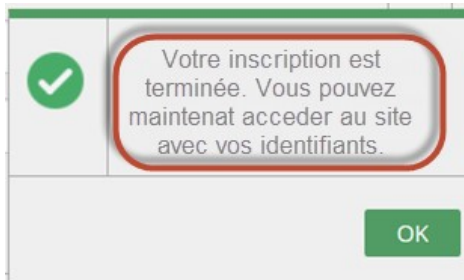 Votre inscription est
terminée. Vous pouvez
maintenat acceder au site
avec vos identifiants.
OK